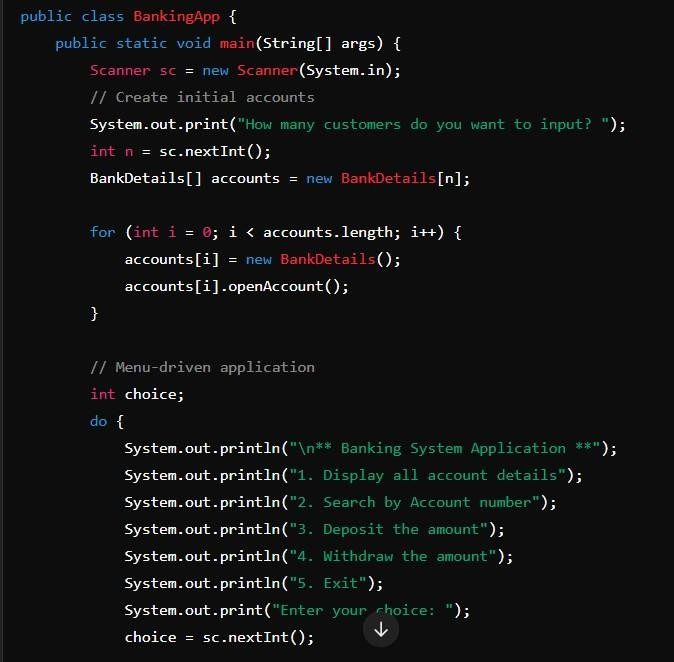 public class BankingApp {
public static void main(String[] args) {
Scanner sc = new Scanner(System.in);
// Create initial accounts
System.out.print("How many customers do you want to input? ");
int n = sc.nextInt();
BankDetails[] accounts = new BankDetails[n];
for (int i = 0; i < accounts.length; i++) {
accounts[i] = new BankDetails();
accounts[i].openAccount();
}
// Menu-driven application
int choice;
do {
System.out.println("\n** Banking System Application **");
System.out.println("1. Display all account details");
System.out.println("2. Search by Account number");
System.out.println("3. Deposit the amount");
System.out.println("4. Withdraw the amount");
System.out.println("5. Exit");
System.out.print("Enter your choice: ");
choice = sc.nextInt();